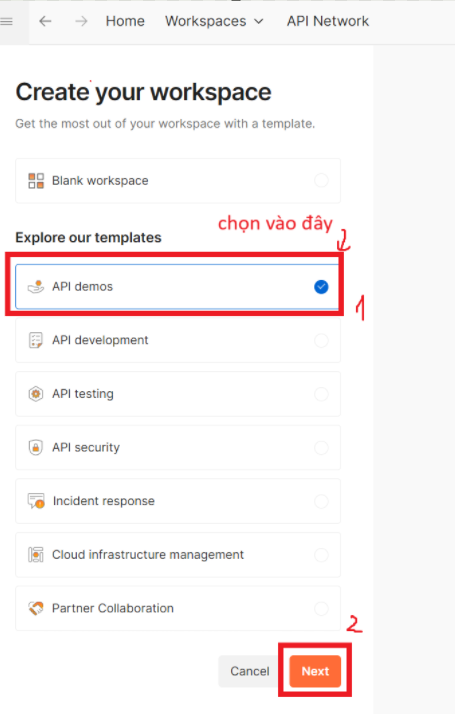 Home Workspaces API Network
Create your workspace
Get the most out of your workspace with a template.
Blank workspace
chọn vào đây
Explore our templates
API demos
1
API development
API testing
API security
Incident response
Cloud infrastructure management
Partner Collaboration
2
Cancel Next